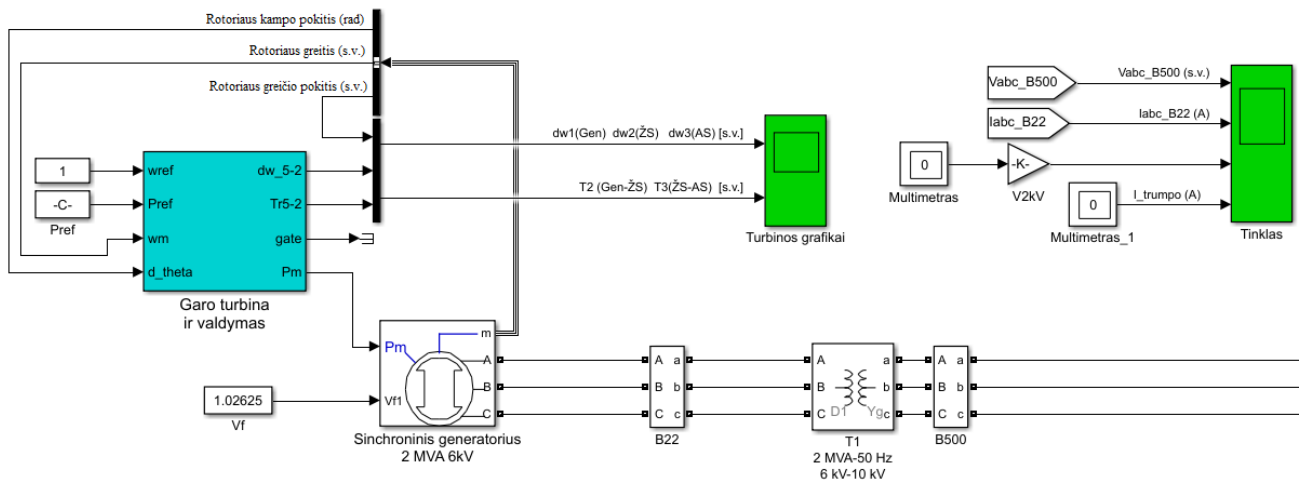 Rotoriaus kampo pokitis (rad)
Rotoriaus greitis (s.v.)
Rotoriaus greičio pokitis (s.v.)
1
-C-
Pref
wref
Pref
wm
d_theta
dw_5-2
Tr5-2
gate
Pm
Garo turbina
ir valdymas
dw1(Gen) dw2(ŽS) dw3(AS) [s.v.]
T2 (Gen-ŽS) T3(ŽS-AS) [s.v.]
Turbinos grafikai
Vabc_B500
Iabc_B22
Vabc_B500 (s.v.)
Iabc_B22 (A)
0
Multimetras
-K-
V2kV
0
Multimetras_1
I_trumpo (A)
Tinklas
1.02625
Vf
Pm
Vf1
m
A
B
C
Sinchroninis generatorius
2 MVA 6kV
A a
B b
C c
B22
A a
B b
C c
D1 Yg
T1
2 MVA-50 Hz
6 kV-10 kV
A a
B b
C c
B500